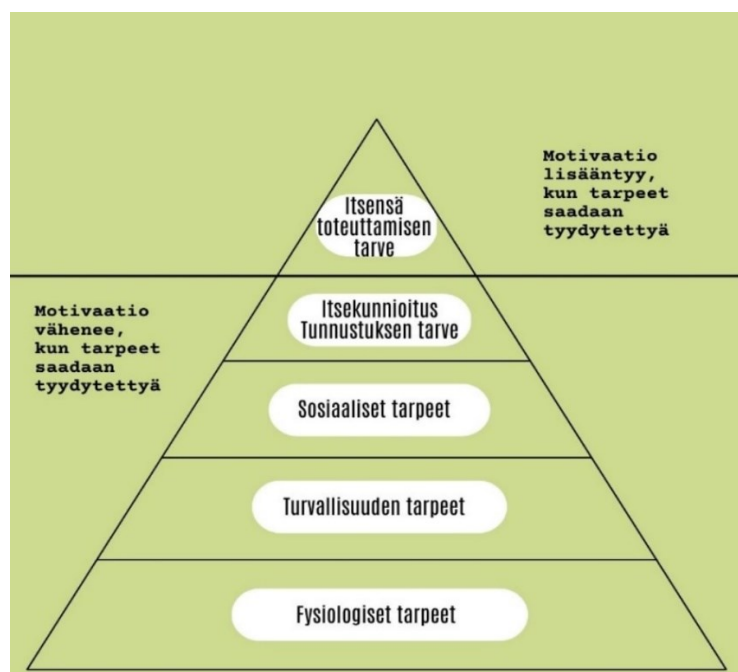 Motivaatio
lisääntyy,
kun tarpeet
saadaan
tyydytettyä
Itsensä
toteuttamisen
tarve
Motivaatio
vähenee,
kun tarpeet
saadaan
tyydytettyä
Itsekunnioitus
Tunnustuksen tarve
Sosiaaliset tarpeet
Turvallisuuden tarpeet
Fysiologiset tarpeet